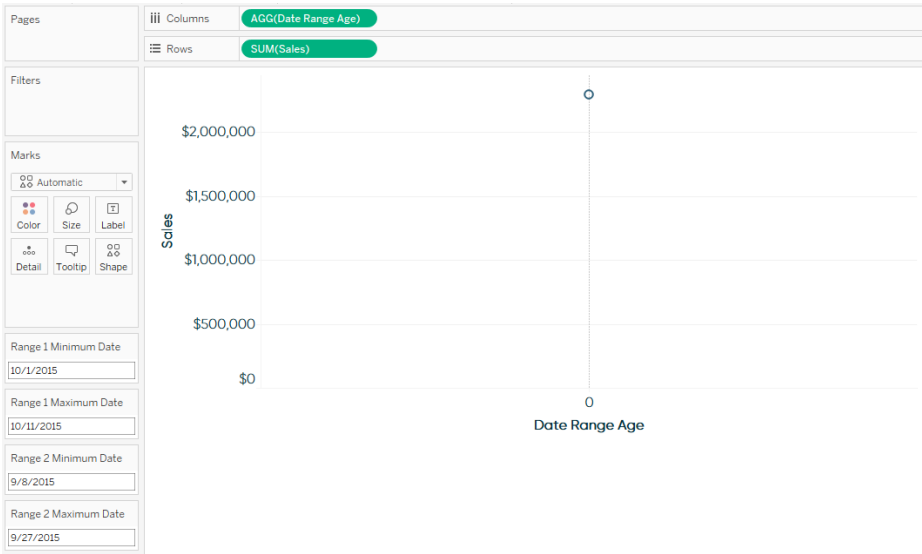 Pages
Columns
AGG(Date Range Age)
Rows
SUM(Sales)
Filters
Marks
Automatic
Color
Size
Label
Detail
Tooltip
Shape
Range 1 Minimum Date
10/1/2015
Range 1 Maximum Date
10/11/2015
Range 2 Minimum Date
9/8/2015
Range 2 Maximum Date
9/27/2015
Sales
$2,000,000
$1,500,000
$1,000,000
$500,000
$0
0
Date Range Age